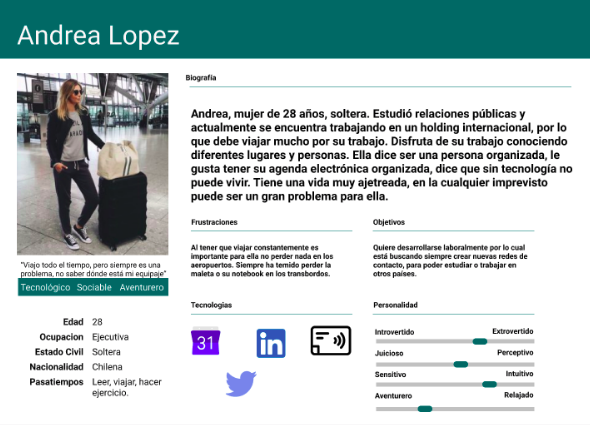 Andrea Lopez
Biografía
Andrea, mujer de 28 años, soltera. Estudió relaciones públicas y
actualmente se encuentra trabajando en un holding internacional, por lo
que debe viajar mucho por su trabajo. Disfruta de su trabajo conociendo
diferentes lugares y personas. Ella dice ser una persona organizada, le
gusta tener su agenda electrónica organizada, dice que sin tecnología no
puede vivir. Tiene una vida muy ajetreada, en la cualquier imprevisto
puede ser un gran problema para ella.
"Viajo todo el tiempo, pero siempre es una
problema, no saber dónde está mi equipaje"
Tecnológico Sociable Aventurero
Edad 28
Ocupacion Ejecutiva
Estado Civil Soltera
Nacionalidad Chilena
Pasatiempos Leer, viajar, hacer
ejercicio.
Frustraciones
Al tener que viajar constantemente es
importante para ella no perder nada en los
aeropuertos. Siempre ha temido perder la
maleta o su notebook en los transbordos.
Objetivos
Quiere desarrollarse laboralmente por lo cual
está buscando siempre crear nuevas redes de
contacto, para poder estudiar o trabajar en
otros países.
Tecnologías
31
in
Personalidad
Introvertido Extrovertido
Juicioso Perceptivo
Sensitivo Intuitivo
Aventurero Relajado